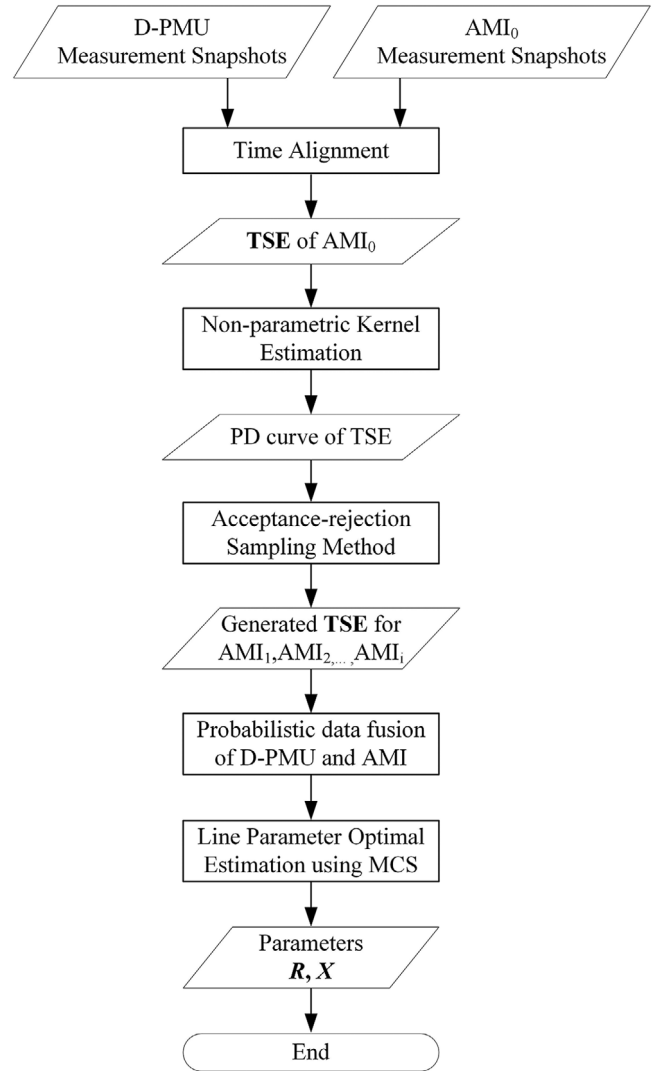 D-PMU
Measurement Snapshots
AMI₀
Measurement Snapshots
Time Alignment
TSE of AMI₀
Non-parametric Kernel
Estimation
PD curve of TSE
Acceptance-rejection
Sampling Method
Generated TSE for
AMI₁,AMI₂,... ,AMIᵢ
Probabilistic data fusion
of D-PMU and AMI
Line Parameter Optimal
Estimation using MCS
Parameters
R, X
End